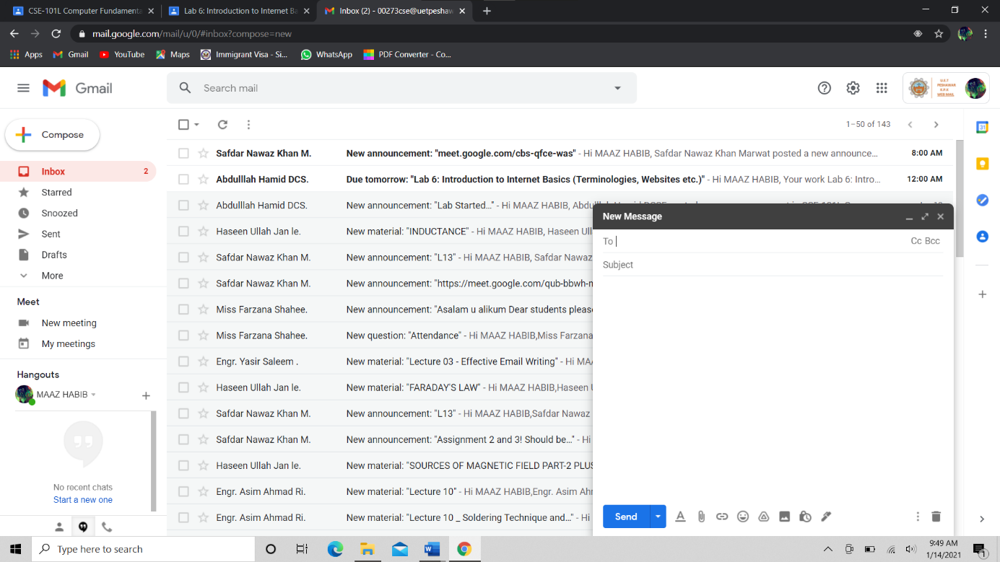 CSE-101L Computer Fundamenta
Lab 6: Introduction to Internet Ba
Inbox (2) - 00273cse@uetpeshaw
mail.google.com/mail/u/0/#inbox?compose=new
Apps Gmail YouTube Maps Immigrant Visa - Si... WhatsApp PDF Converter - Co...
Gmail
Search mail
U.E.T
PESHAWAR
K.P.K
WEB MAIL
Compose
1–50 of 143
Inbox 2
Starred
Snoozed
Sent
Drafts
More
Meet
New meeting
My meetings
Hangouts
MAAZ HABIB
No recent chats
Start a new one
Safdar Nawaz Khan M. New announcement: "meet.google.com/cbs-qfce-was" - Hi MAAZ HABIB, Safdar Nawaz Khan Marwat posted a new announce... 8:00 AM
Abdulllah Hamid DCS. Due tomorrow: "Lab 6: Introduction to Internet Basics (Terminologies, Websites etc.)" - Hi MAAZ HABIB, Your work Lab 6: Intro... 12:00 AM
Abdulllah Hamid DCS. New announcement: "Lab Started..." - Hi MAAZ HABIB,
Haseen Ullah Jan le. New material: "INDUCTANCE" - Hi MAAZ HABIB, Haseen Ull
Safdar Nawaz Khan M. New announcement: "L13" - Hi MAAZ HABIB, Safdar Nawaz
Safdar Nawaz Khan M. New announcement: "https://meet.google.com/qub-bbwh-n
Miss Farzana Shahee. New announcement: "Asalam u alikum Dear students please
Miss Farzana Shahee. New question: "Attendance" - Hi MAAZ HABIB,Miss Farzana
Engr. Yasir Saleem . New material: "Lecture 03 - Effective Email Writing" - Hi MAA
Haseen Ullah Jan le. New material: "FARADAY'S LAW" - Hi MAAZ HABIB,Haseen U
Safdar Nawaz Khan M. New announcement: "L13" - Hi MAAZ HABIB,Safdar Nawaz
Safdar Nawaz Khan M. New announcement: "Assignment 2 and 3! Should be..." - Hi
Haseen Ullah Jan le. New material: "SOURCES OF MAGNETIC FIELD PART-2 PLUS
Engr. Asim Ahmad Ri. New material: "Lecture 10" - Hi MAAZ HABIB,Engr. Asim Ahm
Engr. Asim Ahmad Ri. New material: "Lecture 10 _ Soldering Technique and..." - Hi
New Message
To Cc Bcc
Subject
Send
31
Type here to search
9:49 AM
1/14/2021
1